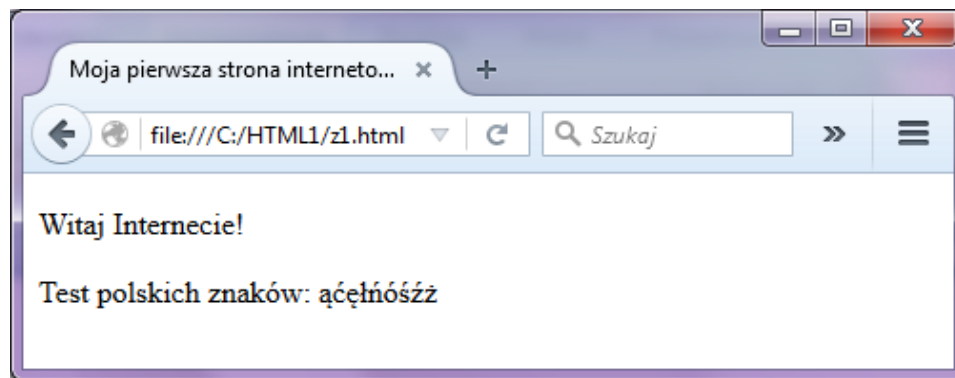 Moja pierwsza strona interneto...
file:///C:/HTML1/z1.html
Szukaj
Witaj Internecie!
Test polskich znaków: ąćęłńóśźż